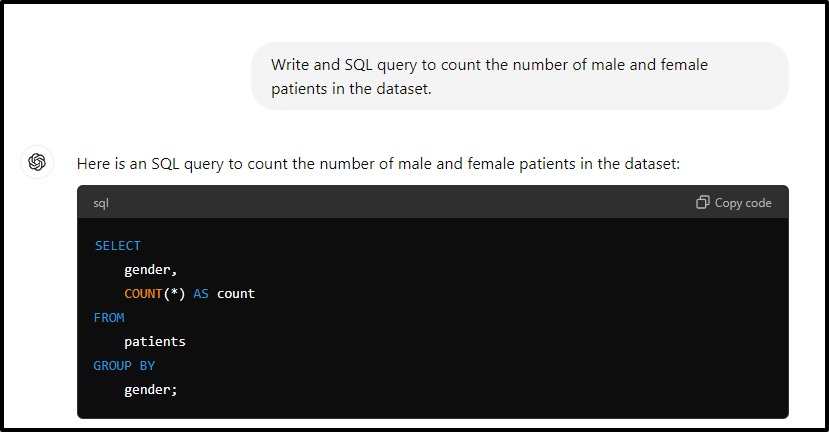 Write and SQL query to count the number of male and female
patients in the dataset.
Here is an SQL query to count the number of male and female patients in the dataset:
sql
Copy code
SELECT
gender,
COUNT(*) AS count
FROM
patients
GROUP BY
gender;